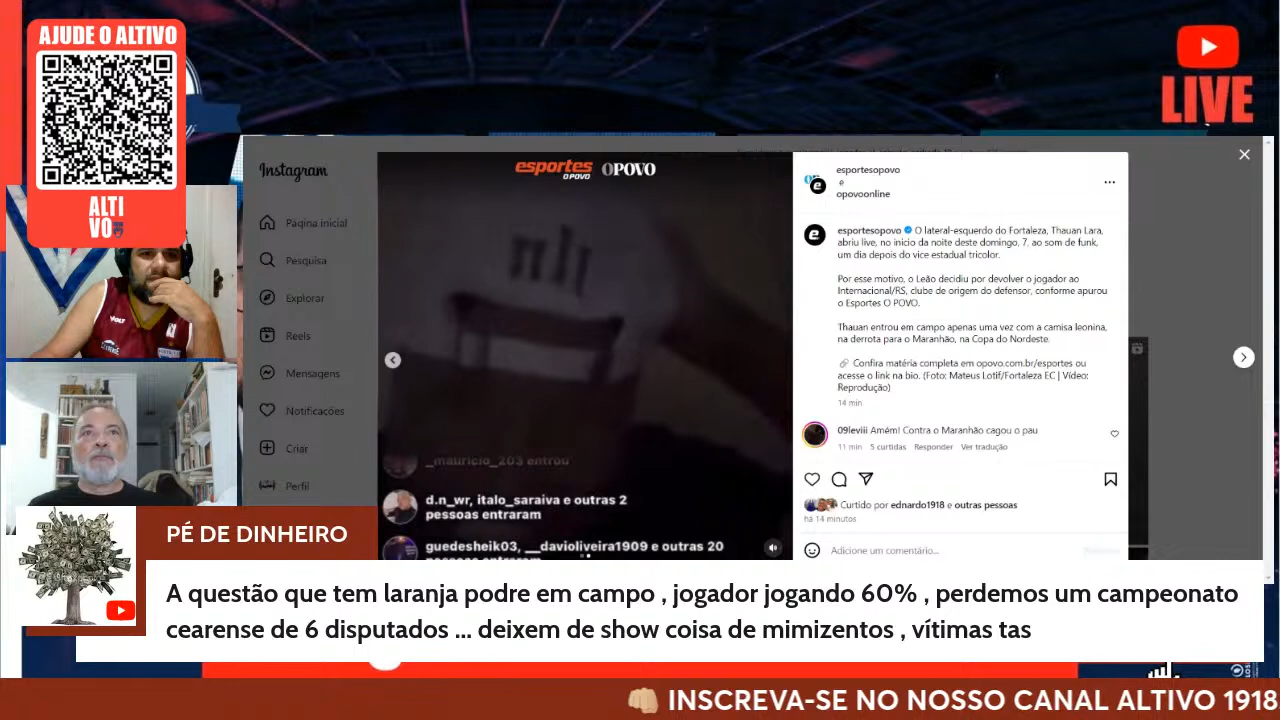 AJUDE O ALTIVO
ALTI
VO
LIVE
Instagram
Página inicial
Pesquisa
Explorar
Reels
Mensagens
Notificações
Criar
Perfil
esportes O POVO
O POVO
_mauricio_203 entrou
d.n_wr, italo_saraiva e outras 2
pessoas entraram
guedesheik03, __davioliveira1909 e outras 20
esportesopovo
e
opovoonline
esportesopovo O lateral-esquerdo do Fortaleza, Thauan Lara,
abriu live, no início da noite deste domingo, 7, ao som de funk,
um dia depois do vice estadual tricolor.
Por esse motivo, o Leão decidiu por devolver o jogador ao
Internacional/RS, clube de origem do defensor, conforme apurou
o Esportes O POVO.
Thauan entrou em campo apenas uma vez com a camisa leonina,
na derrota para o Maranhão, na Copa do Nordeste.
🔗 Confira matéria completa em opovo.com.br/esportes ou
acesse o link na bio. (Foto: Mateus Lotif/Fortaleza EC | Vídeo:
Reprodução)
14 min
09leviii Amém! Contra o Maranhão cagou o pau
11 min 5 curtidas Responder Ver tradução
Curtido por ednardo1918 e outras pessoas
há 14 minutos
Adicione um comentário...
VOLT
PÉ DE DINHEIRO
A questão que tem laranja podre em campo , jogador jogando 60% , perdemos um campeonato
cearense de 6 disputados ... deixem de show coisa de mimizentos , vítimas tas
👊🏼 INSCREVA-SE NO NOSSO CANAL ALTIVO 1918